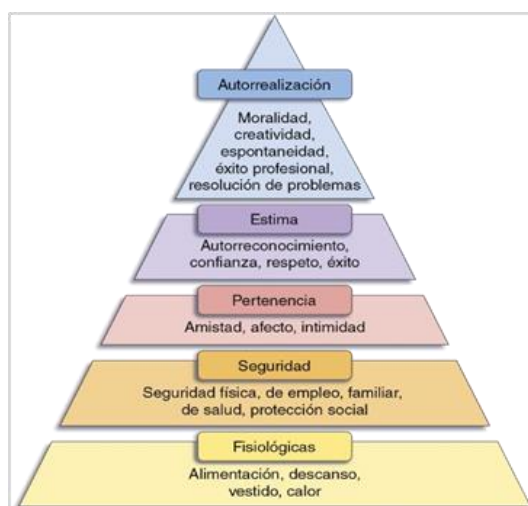 Autorrealización
Moralidad,
creatividad,
espontaneidad,
éxito profesional,
resolución de problemas
Estima
Autorreconocimiento,
confianza, respeto, éxito
Pertenencia
Amistad, afecto, intimidad
Seguridad
Seguridad física, de empleo, familiar,
de salud, protección social
Fisiológicas
Alimentación, descanso,
vestido, calor